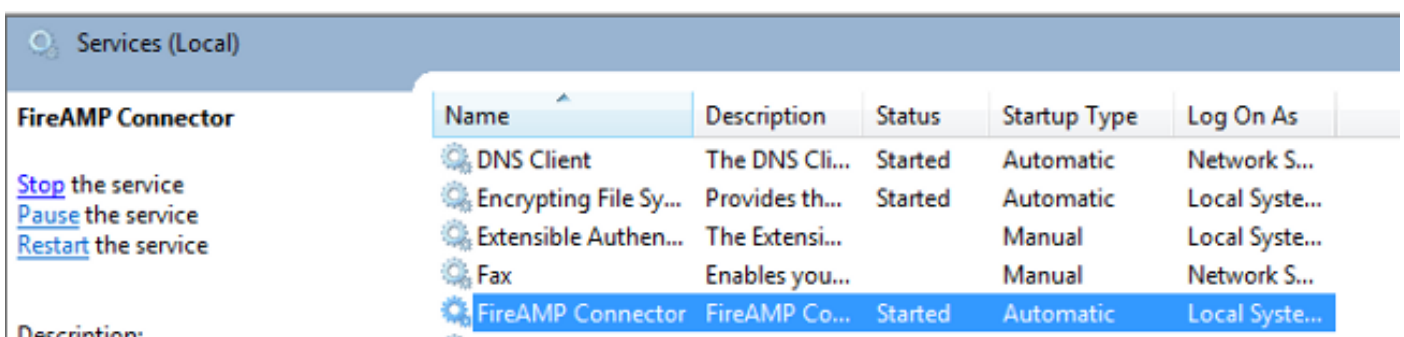 Services (Local)
FireAMP Connector
Stop the service
Pause the service
Restart the service
Description:
Name Description Status Startup Type Log On As
DNS Client The DNS Cli... Started Automatic Network S...
Encrypting File Sy... Provides th... Started Automatic Local Syste...
Extensible Authen... The Extensi... Manual Local Syste...
Fax Enables you... Manual Network S...
FireAMP Connector FireAMP Co... Started Automatic Local Syste...